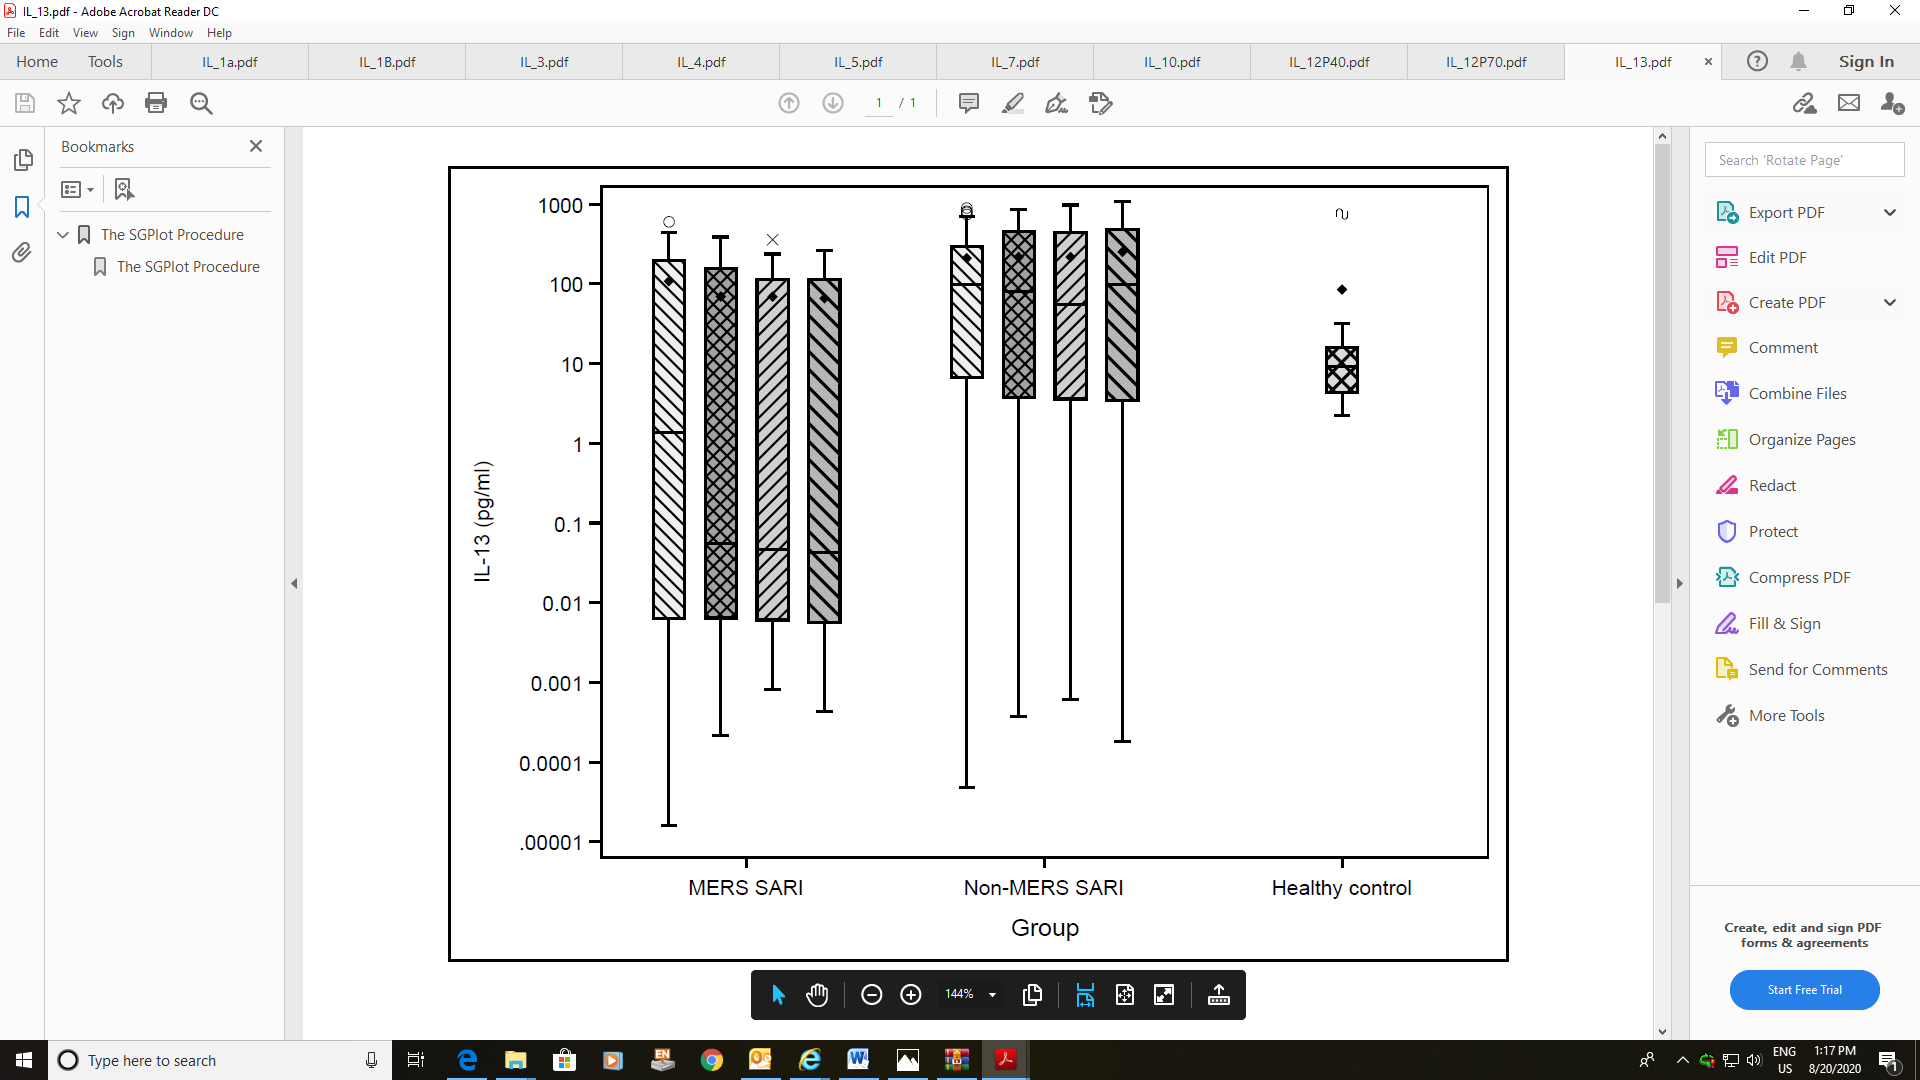 IL_13.pdf - Adobe Acrobat Reader DC
File Edit View Sign Window Help
Home Tools IL_1a.pdf IL_1B.pdf IL_3.pdf IL_4.pdf IL_5.pdf IL_7.pdf IL_10.pdf IL_12P40.pdf IL_12P70.pdf IL_13.pdf × Sign In
1 / 1
Bookmarks
The SGPlot Procedure
The SGPlot Procedure
1000
100
10
1
0.1
0.01
0.001
0.0001
.00001
IL-13 (pg/ml)
MERS SARI Non-MERS SARI Healthy control
Group
144%
Search 'Rotate Page'
Export PDF
Edit PDF
Create PDF
Comment
Combine Files
Organize Pages
Redact
Protect
Compress PDF
Fill & Sign
Send for Comments
More Tools
Create, edit and sign PDF
forms & agreements
Start Free Trial
Type here to search
EN
ENG
US
1:17 PM
8/20/2020
1